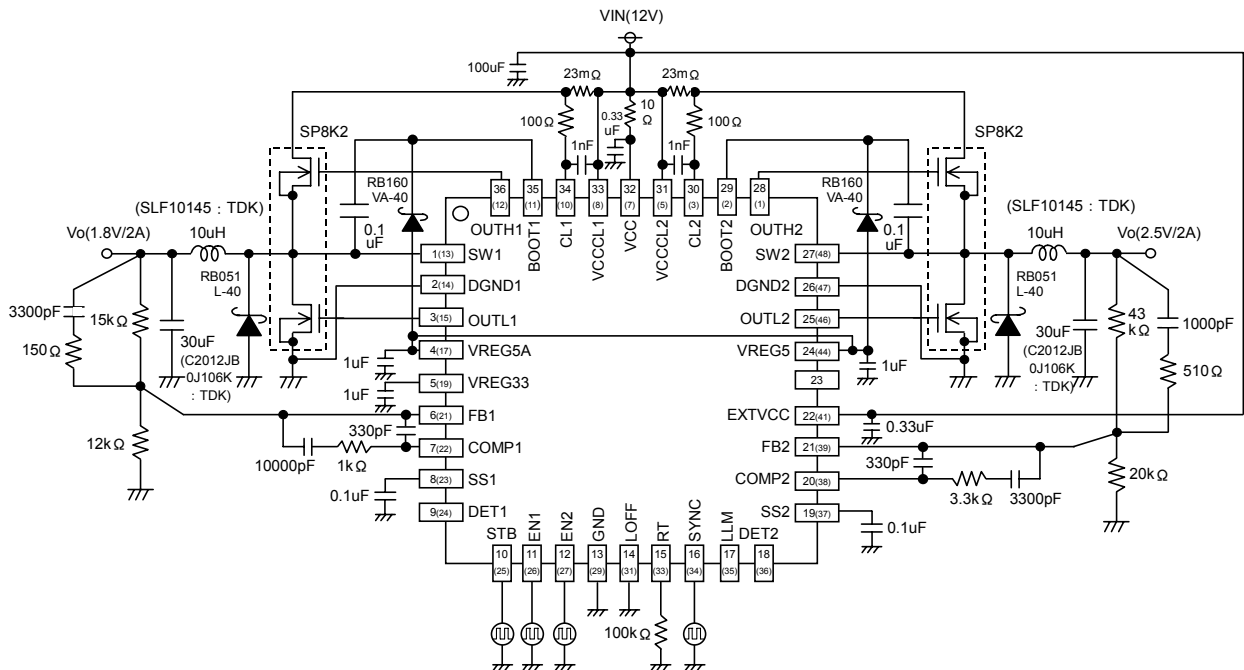 VIN(12V)
100uF
23mΩ
23mΩ
100Ω
0.33
uF
10
Ω
100Ω
1nF
1nF
SP8K2
SP8K2
RB160
VA-40
RB160
VA-40
36
(12)
35
(11)
34
(10)
33
(8)
32
(7)
31
(5)
30
(3)
29
(2)
28
(1)
OUTH1
BOOT1
CL1
VCCCL1
VCC
VCCCL2
CL2
BOOT2
OUTH2
(SLF10145 : TDK)
(SLF10145 : TDK)
Vo(1.8V/2A)
10uH
0.1
uF
0.1
uF
10uH
Vo(2.5V/2A)
1(13) SW1
2(14) DGND1
3(15) OUTL1
4(17) VREG5A
5(19) VREG33
6(21) FB1
7(22) COMP1
8(23) SS1
9(24) DET1
SW2 27(48)
DGND2 26(47)
OUTL2 25(46)
VREG5 24(44)
23
EXTVCC 22(41)
FB2 21(39)
COMP2 20(38)
SS2 19(37)
3300pF
15kΩ
150Ω
30uF
(C2012JB
0J106K
: TDK)
RB051
L-40
12kΩ
1uF
1uF
330pF
10000pF
1kΩ
0.1uF
RB051
L-40
30uF
(C2012JB
0J106K
: TDK)
43
kΩ
1000pF
510Ω
1uF
0.33uF
330pF
3.3kΩ
3300pF
20kΩ
0.1uF
STB
EN1
EN2
GND
LOFF
RT
SYNC
LLM
DET2
10
(25)
11
(26)
12
(27)
13
(29)
14
(31)
15
(33)
16
(34)
17
(35)
18
(36)
100kΩ